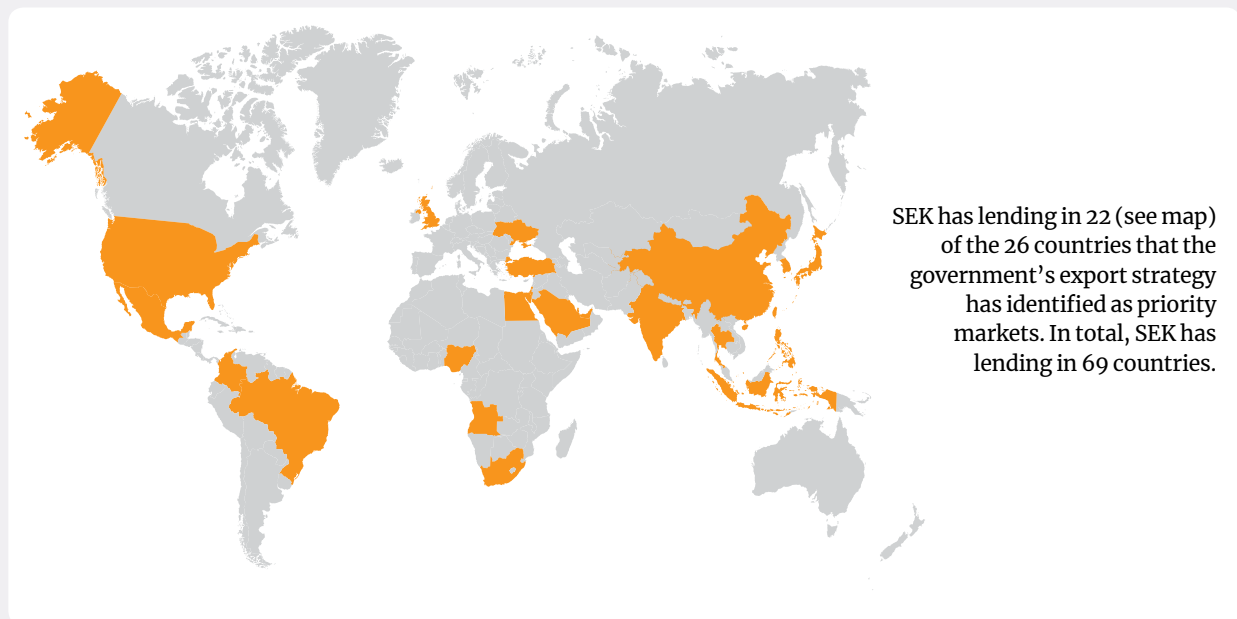 SEK has lending in 22 (see map)
of the 26 countries that the
government’s export strategy
has identified as priority
markets. In total, SEK has
lending in 69 countries.